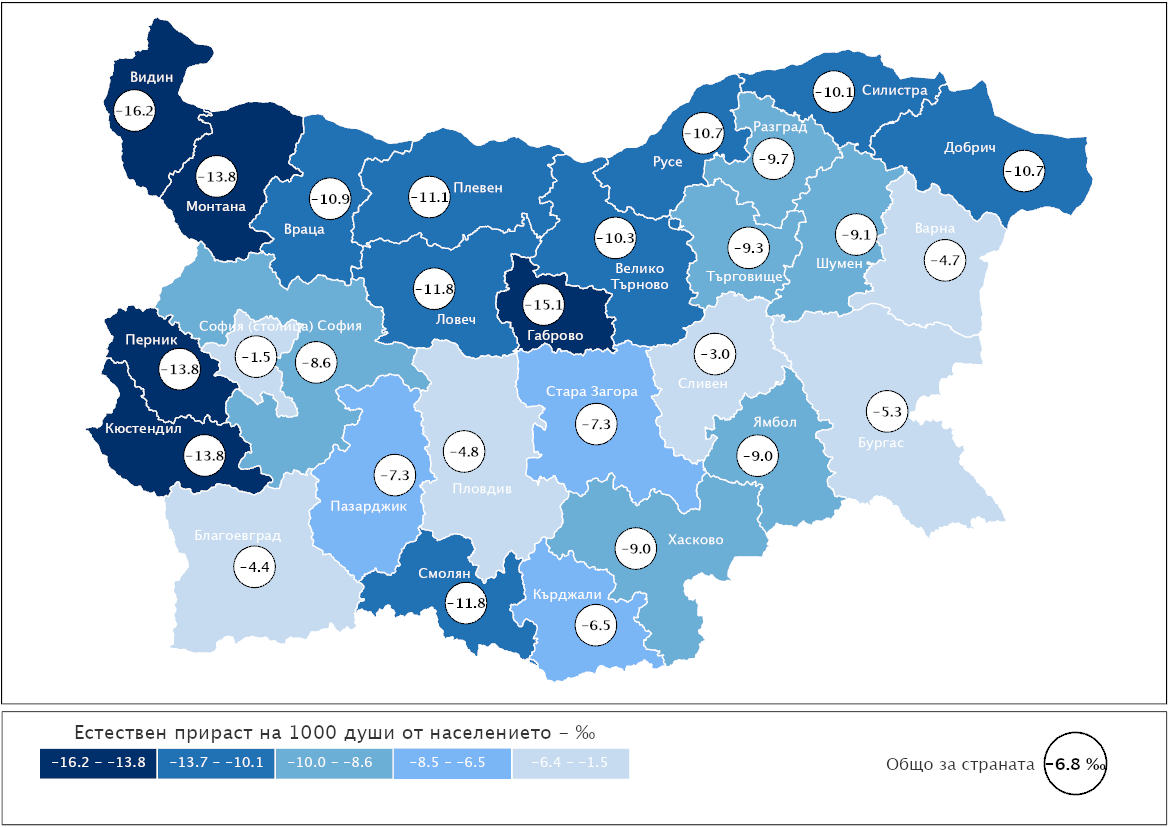 Видин
–16.2
–13.8
Монтана
–10.9
Враца
–11.1
Плевен
–11.8
Ловеч
–15.1
Габрово
–10.3
Велико
Търново
–10.7
Русе
Разград
–9.7
–10.1
Силистра
Добрич
–10.7
–9.3
Търговище
–9.1
Шумен
Варна
–4.7
София (столица)
–1.5
София
–8.6
Перник
–13.8
Кюстендил
–13.8
Благоевград
–4.4
–7.3
Пазарджик
–4.8
Пловдив
Стара Загора
–7.3
–3.0
Сливен
Ямбол
–9.0
–5.3
Бургас
Смолян
–11.8
Кърджали
–6.5
–9.0
Хасково
Естествен прираст на 1000 души от населението – ‰
–16.2 – –13.8
–13.7 – –10.1
–10.0 – –8.6
–8.5 – –6.5
–6.4 – –1.5
Общо за страната
–6.8 ‰